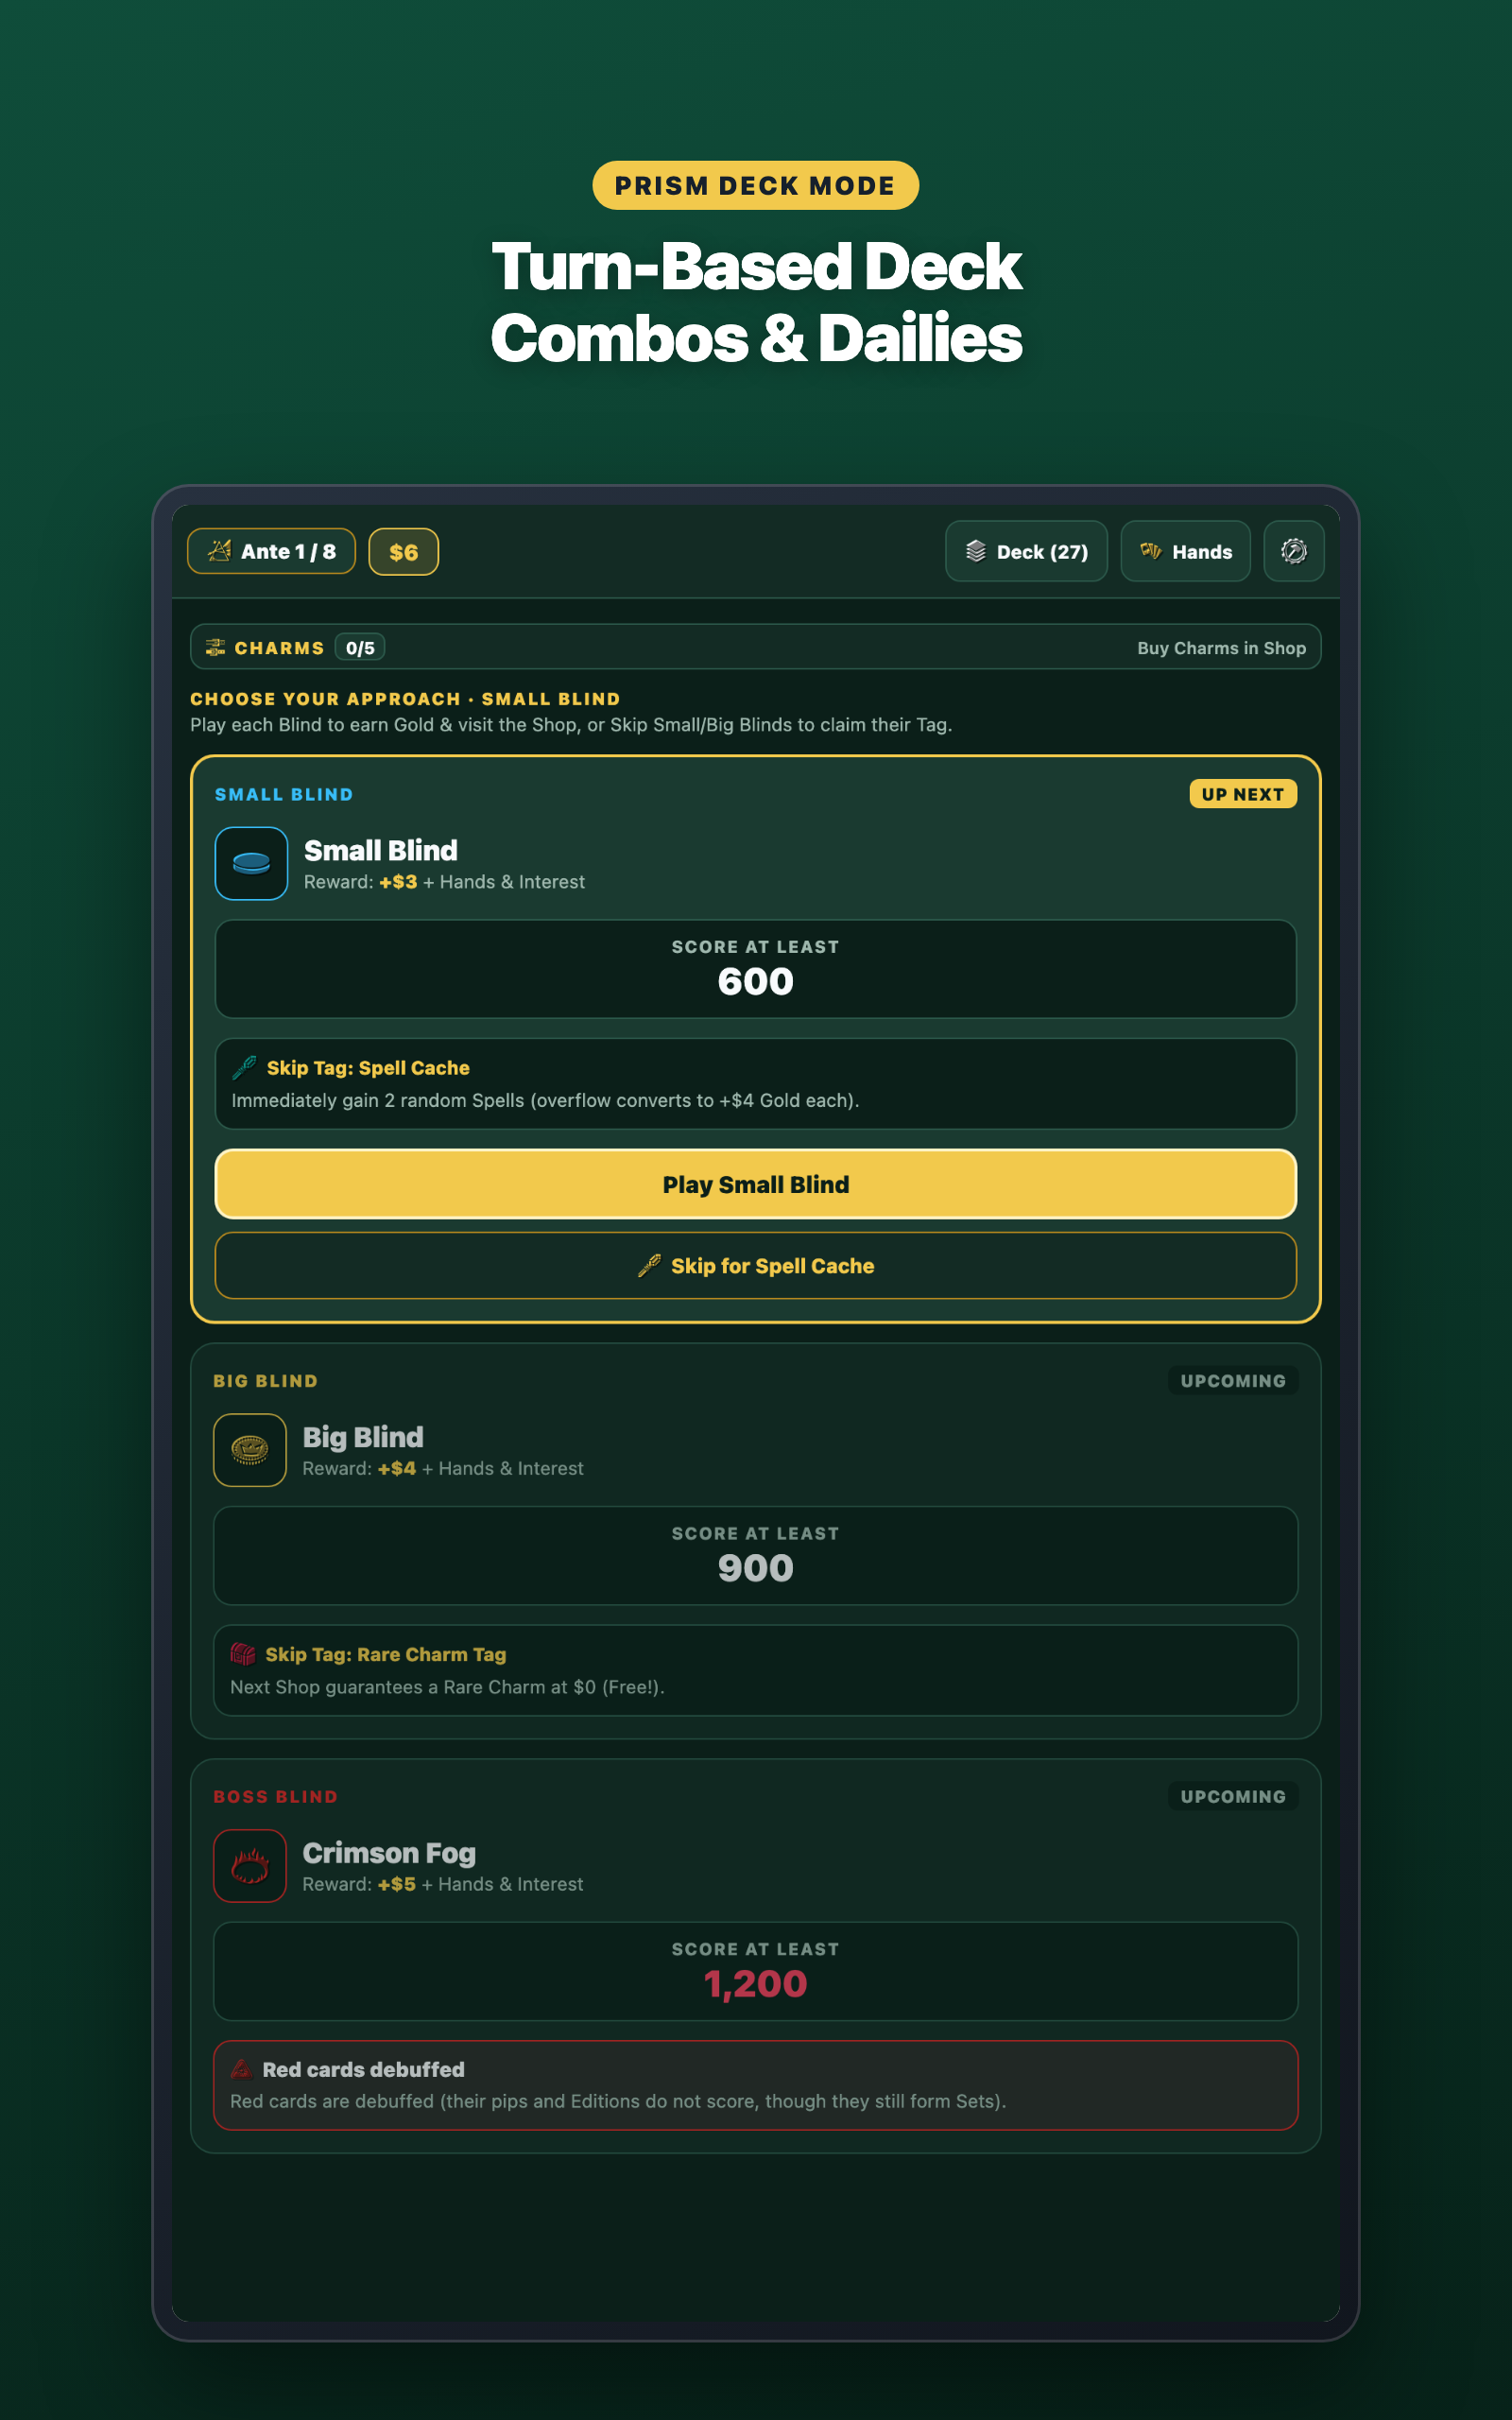 PRISM DECK MODE
Turn-Based Deck
Combos & Dailies
Ante 1 / 8
$6
Deck (27)
Hands
CHARMS 0/5
Buy Charms in Shop
CHOOSE YOUR APPROACH · SMALL BLIND
Play each Blind to earn Gold & visit the Shop, or Skip Small/Big Blinds to claim their Tag.
SMALL BLIND
UP NEXT
Small Blind
Reward: +$3 + Hands & Interest
SCORE AT LEAST
600
Skip Tag: Spell Cache
Immediately gain 2 random Spells (overflow converts to +$4 Gold each).
Play Small Blind
Skip for Spell Cache
BIG BLIND
UPCOMING
Big Blind
Reward: +$4 + Hands & Interest
SCORE AT LEAST
900
Skip Tag: Rare Charm Tag
Next Shop guarantees a Rare Charm at $0 (Free!).
BOSS BLIND
UPCOMING
Crimson Fog
Reward: +$5 + Hands & Interest
SCORE AT LEAST
1,200
Red cards debuffed
Red cards are debuffed (their pips and Editions do not score, though they still form Sets).